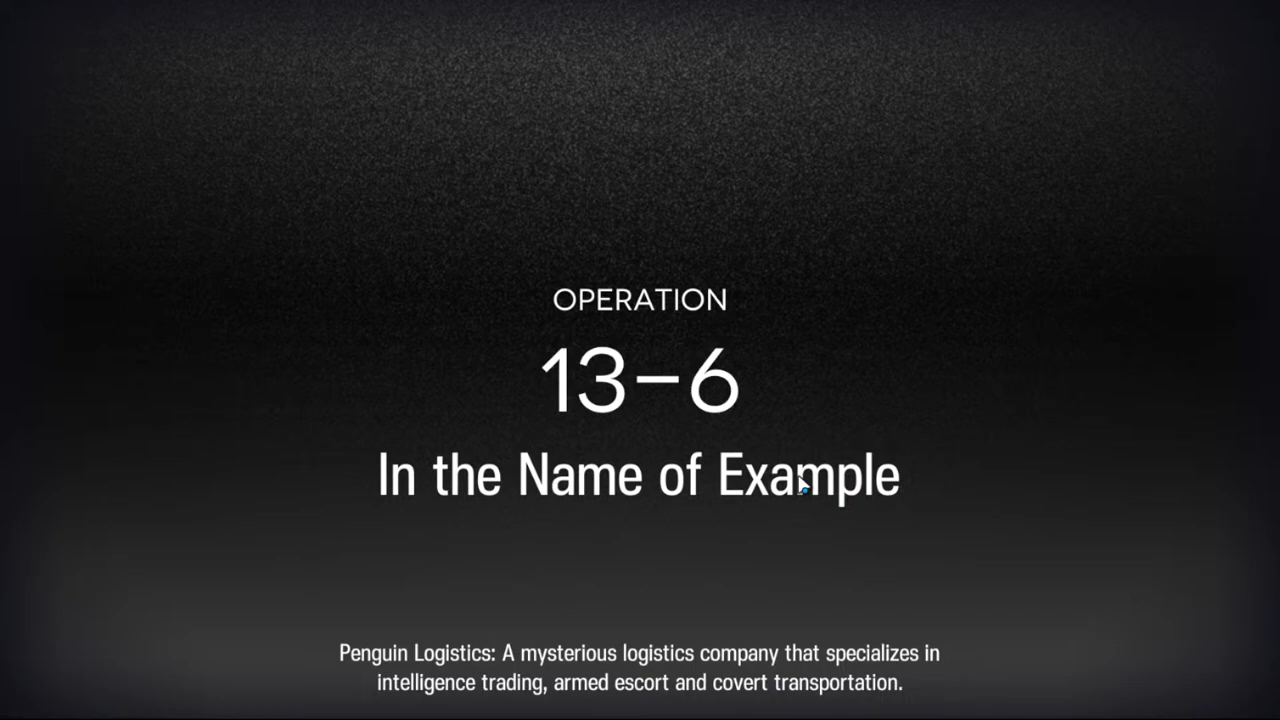 OPERATION
13-6
In the Name of Example
Penguin Logistics: A mysterious logistics company that specializes in
intelligence trading, armed escort and covert transportation.